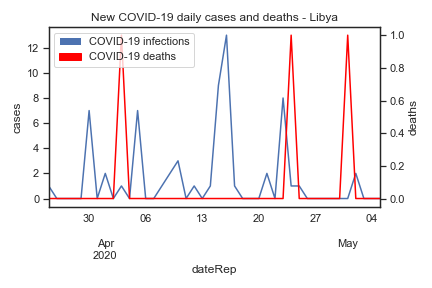 New COVID-19 daily cases and deaths - Libya
COVID-19 infections
COVID-19 deaths
12
10
8
6
4
2
0
cases
1.0
0.8
0.6
0.4
0.2
0.0
deaths
30 06 13 20 27 04
Apr May
2020
dateRep